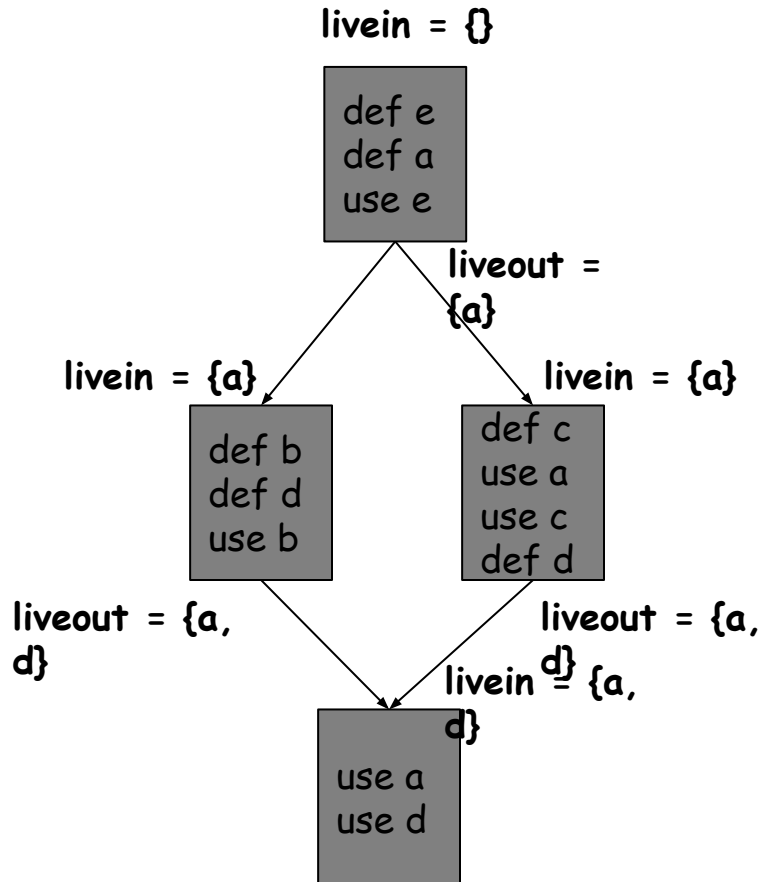 livein = {}
def e
def a
use e
liveout =
{a}
livein = {a}
livein = {a}
def b
def d
use b
def c
use a
use c
def d
liveout = {a,
d}
liveout = {a,
d}
livein = {a,
d}
use a
use d